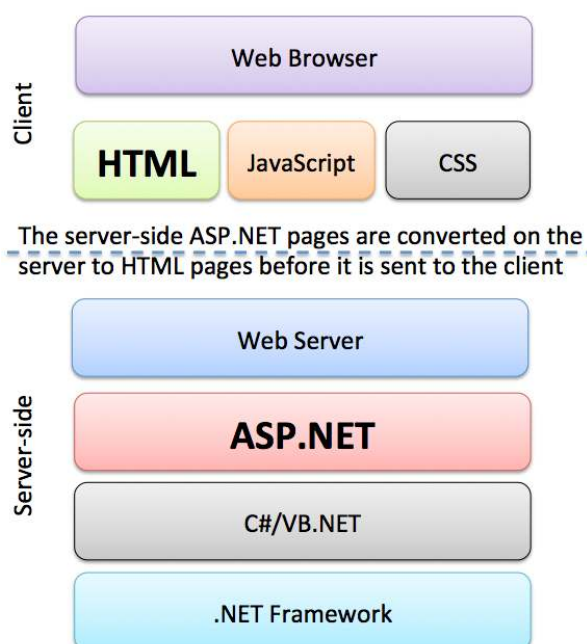 Client
Web Browser
HTML
JavaScript
CSS
The server-side ASP.NET pages are converted on the
server to HTML pages before it is sent to the client
Server-side
Web Server
ASP.NET
C#/VB.NET
.NET Framework